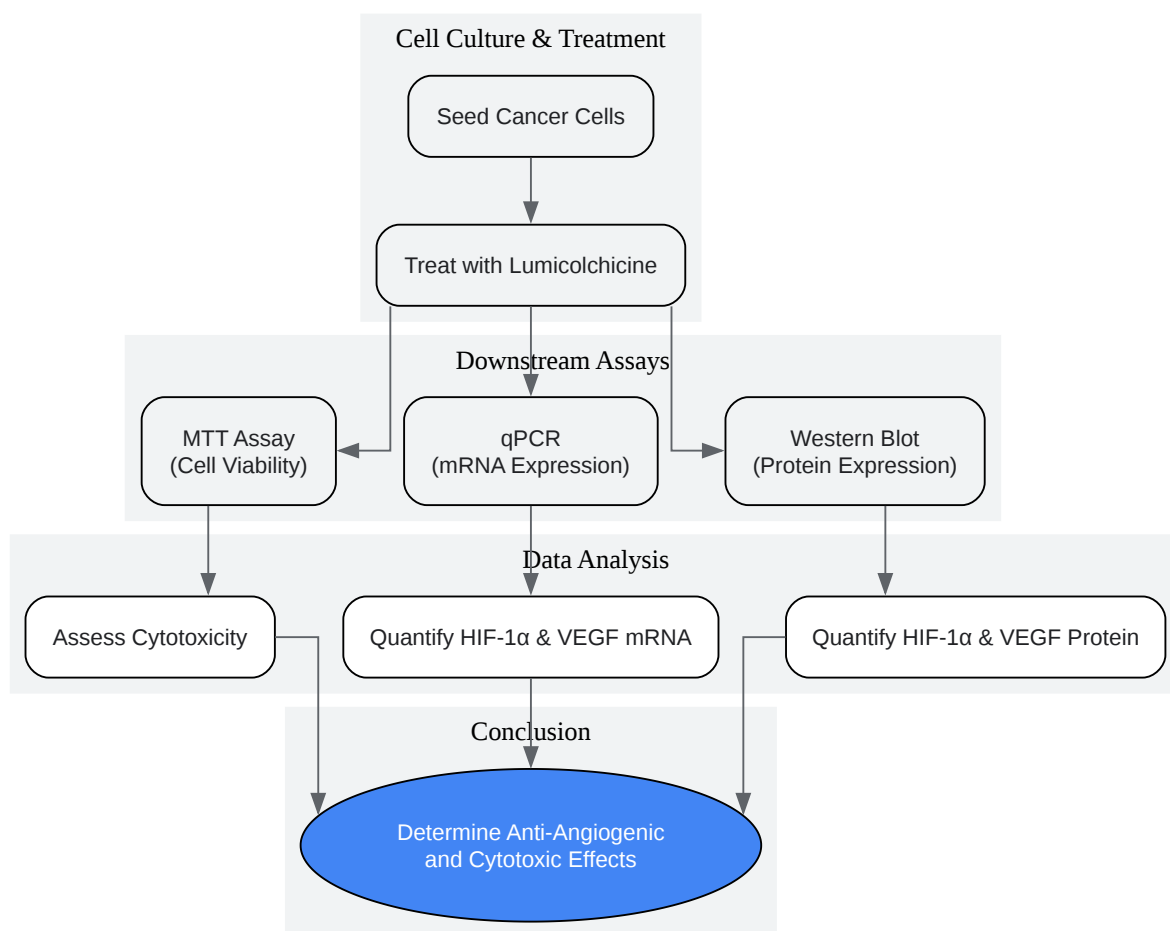 Cell Culture & Treatment
Seed Cancer Cells
Treat with Lumicolchicine
Downstream Assays
MTT Assay
(Cell Viability)
qPCR
(mRNA Expression)
Western Blot
(Protein Expression)
Data Analysis
Assess Cytotoxicity
Quantify HIF-1α & VEGF mRNA
Quantify HIF-1α & VEGF Protein
Conclusion
Determine Anti-Angiogenic
and Cytotoxic Effects